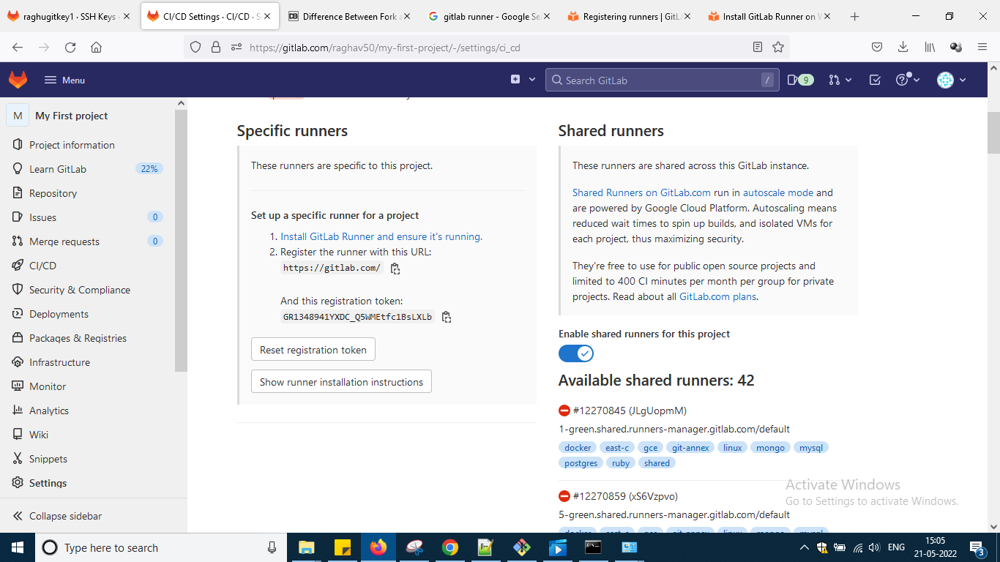 raghugitkey1 · SSH Keys
CI/CD Settings · CI/CD · S
Difference Between Fork a
gitlab runner - Google Se
Registering runners | GitL
Install GitLab Runner on W
https://gitlab.com/raghav50/my-first-project/-/settings/ci_cd
Menu
Search GitLab
/
9
M My First project
Project information
Learn GitLab 22%
Repository
Issues 0
Merge requests 0
CI/CD
Security & Compliance
Deployments
Packages & Registries
Infrastructure
Monitor
Analytics
Wiki
Snippets
Settings
Collapse sidebar
Specific runners
These runners are specific to this project.
Set up a specific runner for a project
1. Install GitLab Runner and ensure it's running.
2. Register the runner with this URL:
https://gitlab.com/
And this registration token:
GR1348941YXDC_Q5WMEtfc1BsLXLb
Reset registration token
Show runner installation instructions
Shared runners
These runners are shared across this GitLab instance.
Shared Runners on GitLab.com run in autoscale mode and
are powered by Google Cloud Platform. Autoscaling means
reduced wait times to spin up builds, and isolated VMs for
each project, thus maximizing security.
They're free to use for public open source projects and
limited to 400 CI minutes per month per group for private
projects. Read about all GitLab.com plans.
Enable shared runners for this project
Available shared runners: 42
#12270845 (JLgUopmM)
1-green.shared.runners-manager.gitlab.com/default
docker east-c gce git-annex linux mongo mysql
postgres ruby shared
#12270859 (xS6Vzpvo)
5-green.shared.runners-manager.gitlab.com/default
docker east-c gce git-annex linux mongo mysql
Activate Windows
Go to Settings to activate Windows.
Type here to search
ENG
15:05
21-05-2022
3